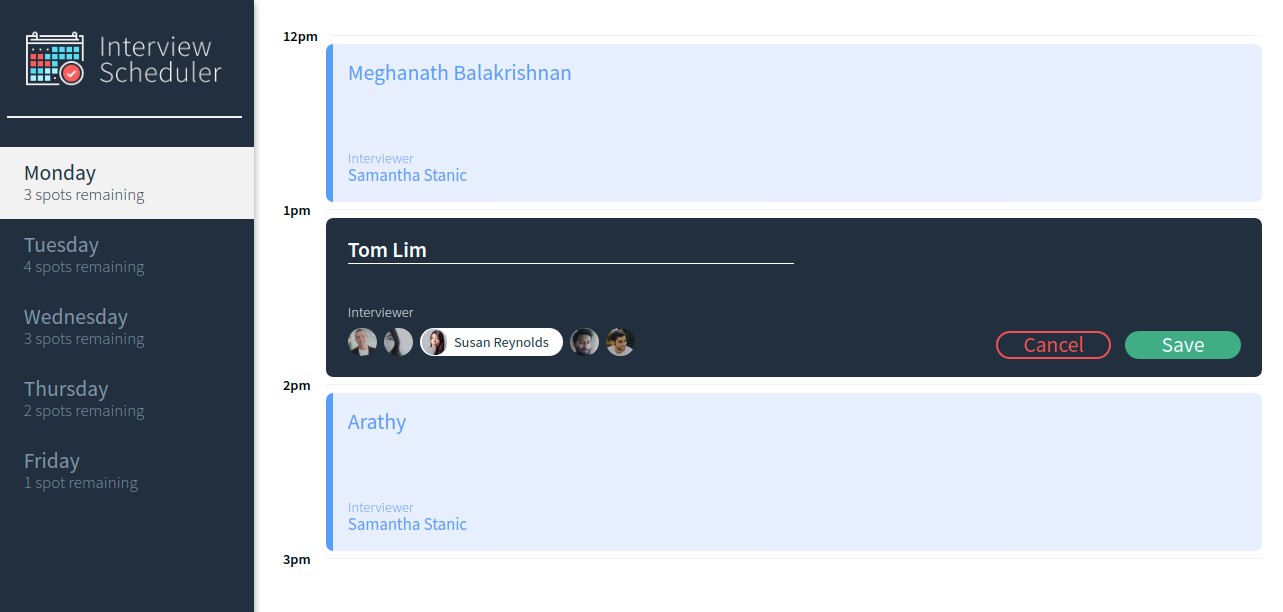 Interview
Scheduler
Monday
3 spots remaining
Tuesday
4 spots remaining
Wednesday
3 spots remaining
Thursday
2 spots remaining
Friday
1 spot remaining
12pm
Meghanath Balakrishnan
Interviewer
Samantha Stanic
1pm
Tom Lim
Interviewer
Susan Reynolds
Cancel
Save
2pm
Arathy
Interviewer
Samantha Stanic
3pm